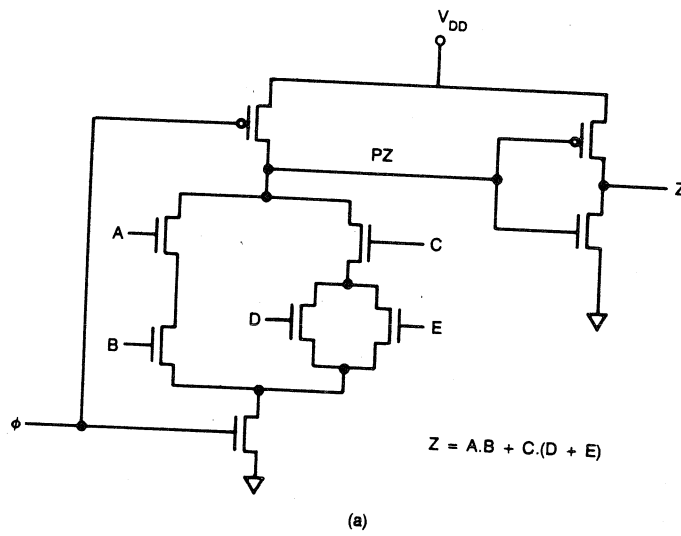 V_DD
PZ
Z
A
C
D
E
B
φ
Z = A.B + C.(D + E)
(a)